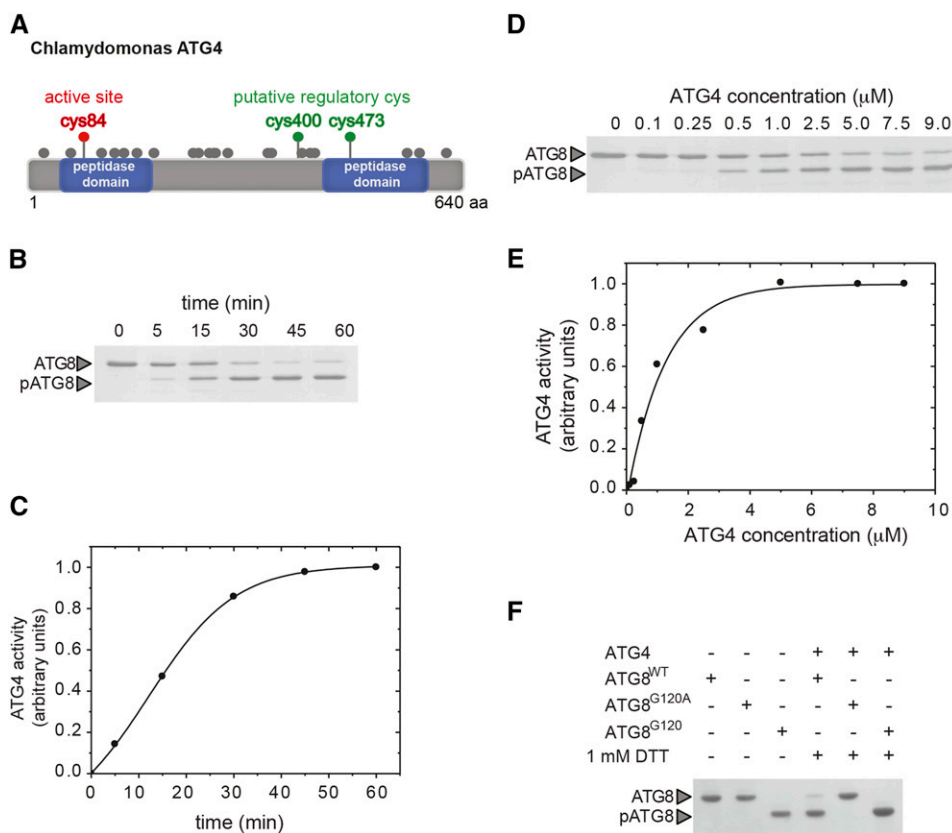 A
Chlamydomonas ATG4
active site
cys84
putative regulatory cys
cys400 cys473
peptidase domain
peptidase domain
1
640 aa
B
time (min)
0 5 15 30 45 60
ATG8
pATG8
C
ATG4 activity
(arbitrary units)
1.0
0.8
0.6
0.4
0.2
0.0
0 10 20 30 40 50 60
time (min)
D
ATG4 concentration (μM)
0 0.1 0.25 0.5 1.0 2.5 5.0 7.5 9.0
ATG8
pATG8
E
ATG4 activity
(arbitrary units)
1.0
0.8
0.6
0.4
0.2
0.0
0 2 4 6 8 10
ATG4 concentration (μM)
F
ATG4 - - - + + +
ATG8WT + - - + - -
ATG8G120A - + - - + -
ATG8G120 - - + - - +
1 mM DTT - - - + + +
ATG8
pATG8